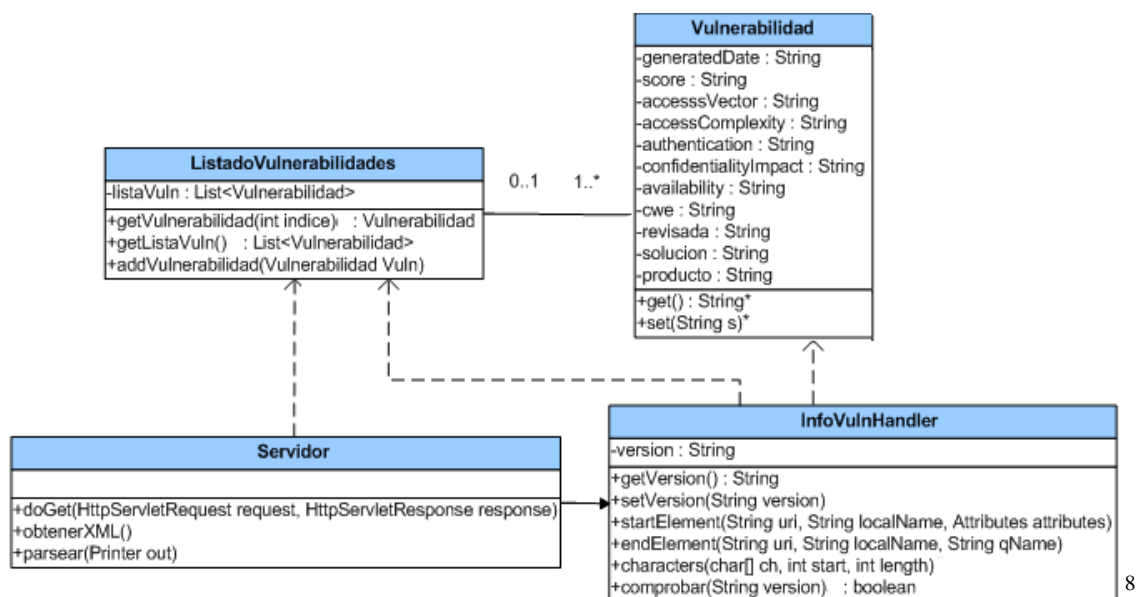 Vulnerabilidad
-generatedDate : String
-score : String
-accesssVector : String
-accessComplexity : String
-authentication : String
-confidentialityImpact : String
-availability : String
-cwe : String
-revisada : String
-solucion : String
-producto : String
+get() : String*
+set(String s)*
ListadoVulnerabilidades
-listaVuln : List<Vulnerabilidad>
+getVulnerabilidad(int indice) : Vulnerabilidad
+getListaVuln() : List<Vulnerabilidad>
+addVulnerabilidad(Vulnerabilidad Vuln)
0..1 1..*
Servidor
+doGet(HttpServletRequest request, HttpServletResponse response)
+obtenerXML()
+parsear(Printer out)
InfoVulnHandler
-version : String
+getVersion() : String
+setVersion(String version)
+startElement(String uri, String localName, Attributes attributes)
+endElement(String uri, String localName, String qName)
+characters(char[] ch, int start, int length)
+comprobar(String version) : boolean
8